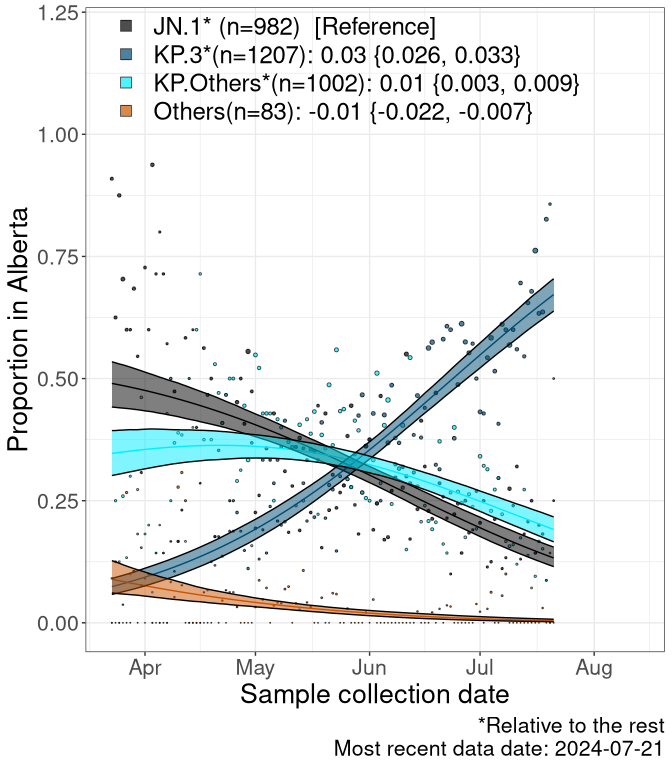 JN.1* (n=982)  [Reference]
KP.3*(n=1207): 0.03 {0.026, 0.033}
KP.Others*(n=1002): 0.01 {0.003, 0.009}
Others(n=83): -0.01 {-0.022, -0.007}
1.25
1.00
0.75
0.50
0.25
0.00
Proportion in Alberta
Apr May Jun Jul Aug
Sample collection date
*Relative to the rest
Most recent data date: 2024-07-21